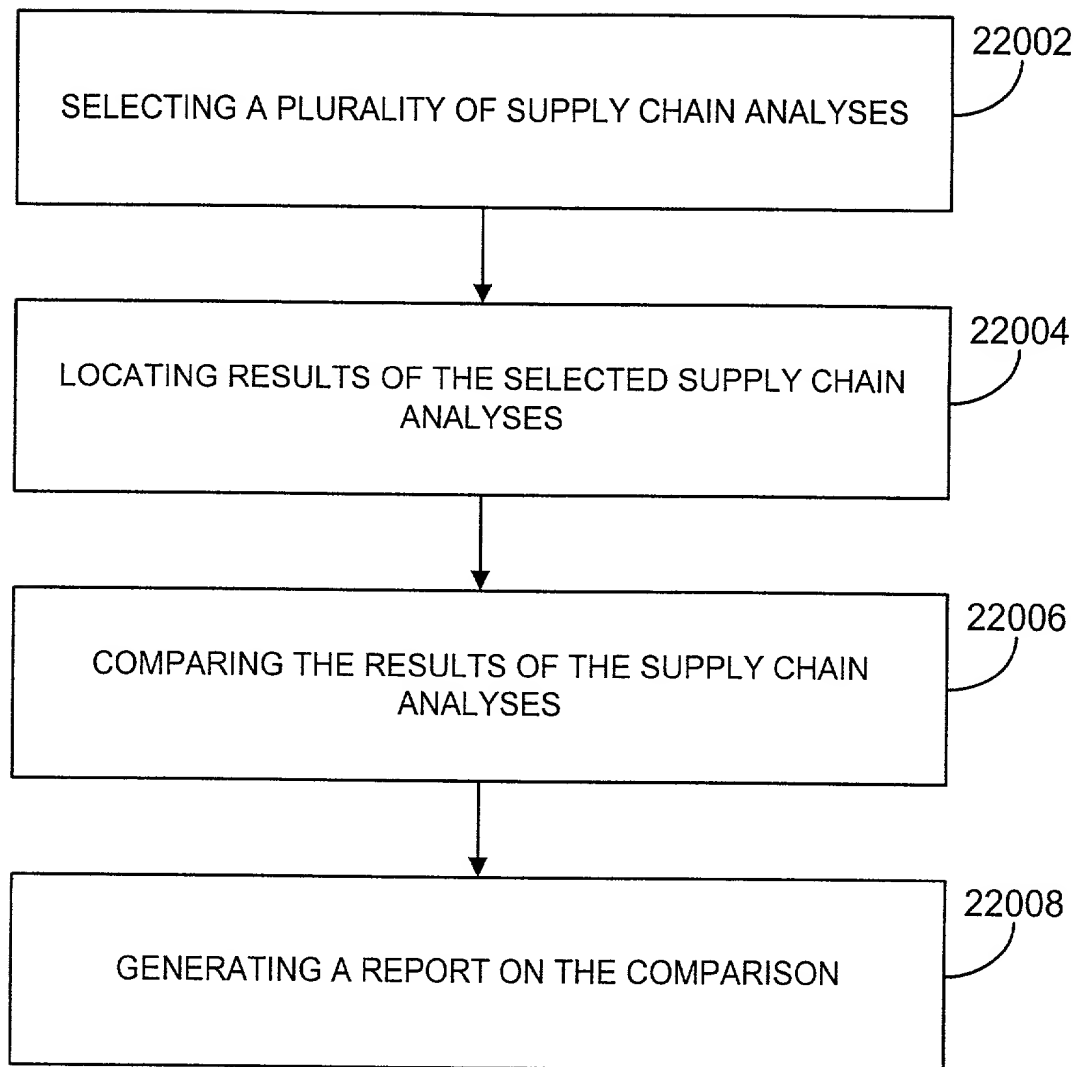 22002
SELECTING A PLURALITY OF SUPPLY CHAIN ANALYSES
22004
LOCATING RESULTS OF THE SELECTED SUPPLY CHAIN
ANALYSES
22006
COMPARING THE RESULTS OF THE SUPPLY CHAIN
ANALYSES
22008
GENERATING A REPORT ON THE COMPARISON